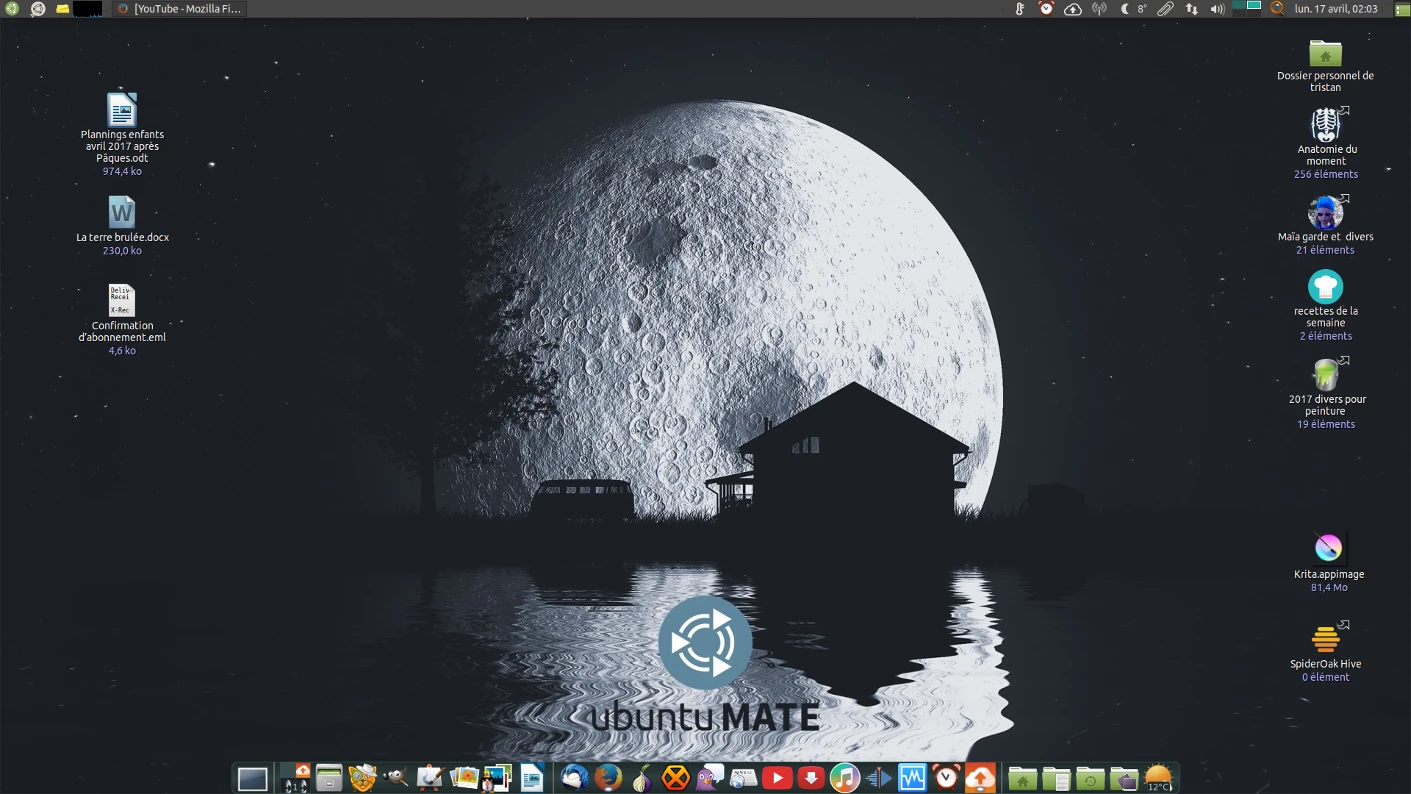 [YouTube - Mozilla Fi...
8°
lun. 17 avril, 02:03
Plannings enfants
avril 2017 après
Pâques.odt
974,4 ko
W
La terre brulée.docx
230,0 ko
Deliv
Recei
X-Rec
Confirmation
d'abonnement.eml
4,6 ko
Dossier personnel de
tristan
Anatomie du
moment
256 éléments
Maïa garde et  divers
21 éléments
recettes de la
semaine
2 éléments
2017 divers pour
peinture
19 éléments
Krita.appimage
81,4 Mo
SpiderOak Hive
0 élément
ubuntu MATE
12°C